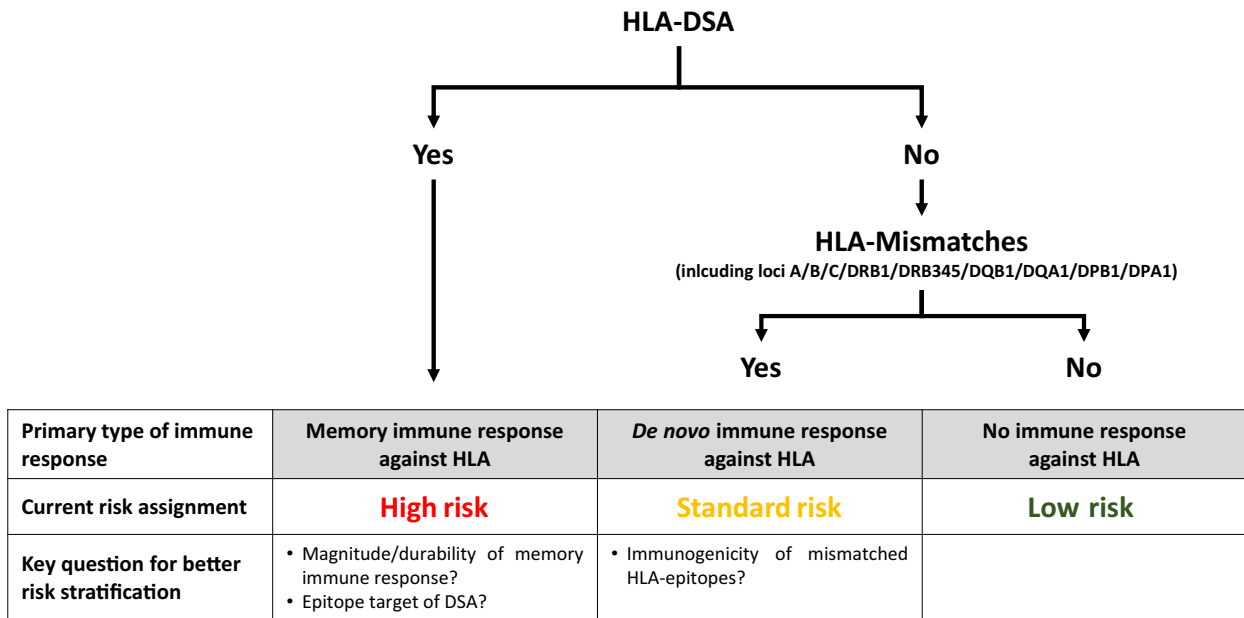 HLA-DSA
Yes
No
HLA-Mismatches
(inlcuding loci A/B/C/DRB1/DRB345/DQB1/DQA1/DPB1/DPA1)
Yes
No
Primary type of immune
response
Memory immune response
against HLA
De novo immune response
against HLA
No immune response
against HLA
Current risk assignment
High risk
Standard risk
Low risk
Key question for better
risk stratification
• Magnitude/durability of memory
immune response?
• Epitope target of DSA?
• Immunogenicity of mismatched
HLA-epitopes?